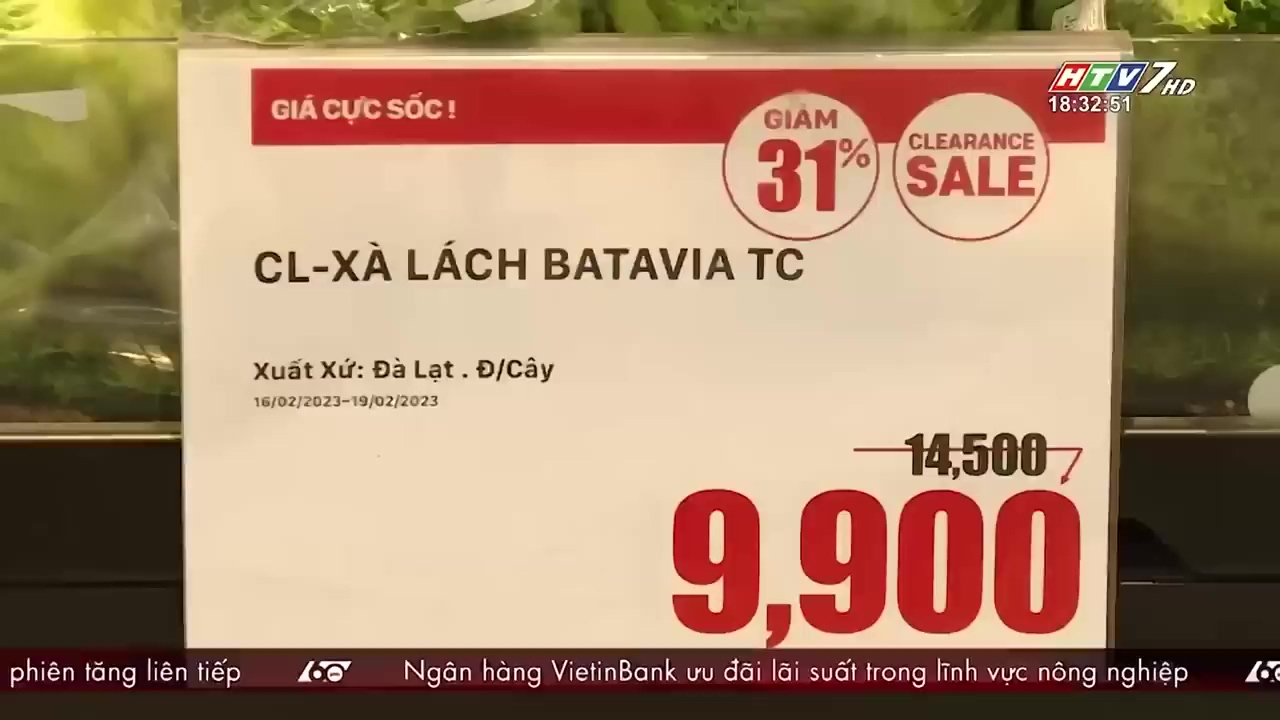 HTV7 HD
18:32:51
GIÁ CỰC SỐC !
GIẢM
31%
CLEARANCE
SALE
CL-XÀ LÁCH BATAVIA TC
Xuất Xứ: Đà Lạt . Đ/Cây
16/02/2023-19/02/2023
14,500
9,900
phiên tăng liên tiếp 60 Ngân hàng VietinBank ưu đãi lãi suất trong lĩnh vực nông nghiệp